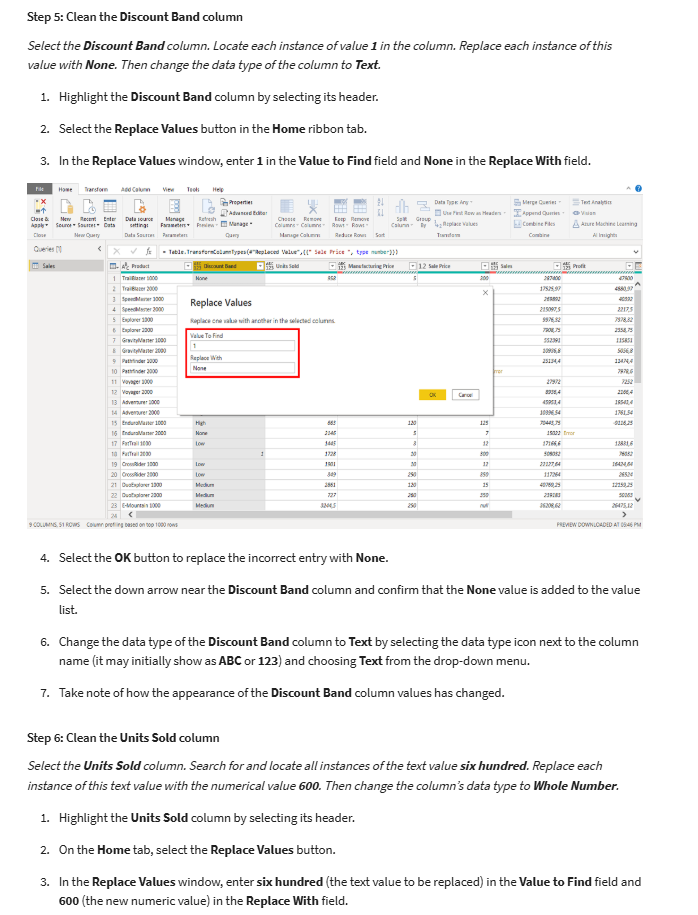 Step 5: Clean the Discount Band column
Select the Discount Band column. Locate each instance of value 1 in the column. Replace each instance of this
value with None. Then change the data type of the column to Text.
1. Highlight the Discount Band column by selecting its header.
2. Select the Replace Values button in the Home ribbon tab.
3. In the Replace Values window, enter 1 in the Value to Find field and None in the Replace With field.
File Home Transform Add Column View Tools Help
Properties
Advanced Editor
Manage
Data Type: Any
Use First Row as Headers
Replace Values
Merge Queries
Append Queries
Combine Files
Text Analytics
Vision
Azure Machine Learning
Close & Apply New Source Recent Sources Enter Data Data source settings Manage Parameters Refresh Preview Choose Columns Remove Columns Keep Rows Remove Rows Split Column Group By
Close New Query Data Sources Parameters Query Manage Columns Reduce Rows Sort Transform Combine AI Insights
Queries [1]
= Table.TransformColumnTypes(#"Replaced Value",{{" Sale Price ", type number}})
Sales
Product Discount Band Units Sold Manufacturing Price 1.2 Sale Price Sales Profit
1 TrailBlazer 1000 None
2 TrailBlazer 2000
3 SpeedMaster 1000
4 SpeedMaster 2000
5 Explorer 1000
6 Explorer 2000
7 GravityMaster 1000
8 GravityMaster 2000
9 Pathfinder 1000
10 Pathfinder 2000
11 Voyager 1000
12 Voyager 2000
13 Adventurer 1000
14 Adventurer 2000
15 EnduroMaster 1000 High
16 EnduroMaster 2000 None
17 FatTrail 1000 Low
18 FatTrail 2000 1
19 CrossRider 1000 Low
20 CrossRider 2000 Low
21 DuoExplorer 1000 Medium
22 DuoExplorer 2000 Medium
23 E-Mountain 1000 Medium
24
Replace Values
Replace one value with another in the selected columns.
Value To Find
1
Replace With
None
OK Cancel
9 COLUMNS, 51 ROWS Column profiling based on top 1000 rows
PREVIEW DOWNLOADED AT 05:46 PM
4. Select the OK button to replace the incorrect entry with None.
5. Select the down arrow near the Discount Band column and confirm that the None value is added to the value
list.
6. Change the data type of the Discount Band column to Text by selecting the data type icon next to the column
name (it may initially show as ABC or 123) and choosing Text from the drop-down menu.
7. Take note of how the appearance of the Discount Band column values has changed.
Step 6: Clean the Units Sold column
Select the Units Sold column. Search for and locate all instances of the text value six hundred. Replace each
instance of this text value with the numerical value 600. Then change the column's data type to Whole Number.
1. Highlight the Units Sold column by selecting its header.
2. On the Home tab, select the Replace Values button.
3. In the Replace Values window, enter six hundred (the text value to be replaced) in the Value to Find field and
600 (the new numeric value) in the Replace With field.